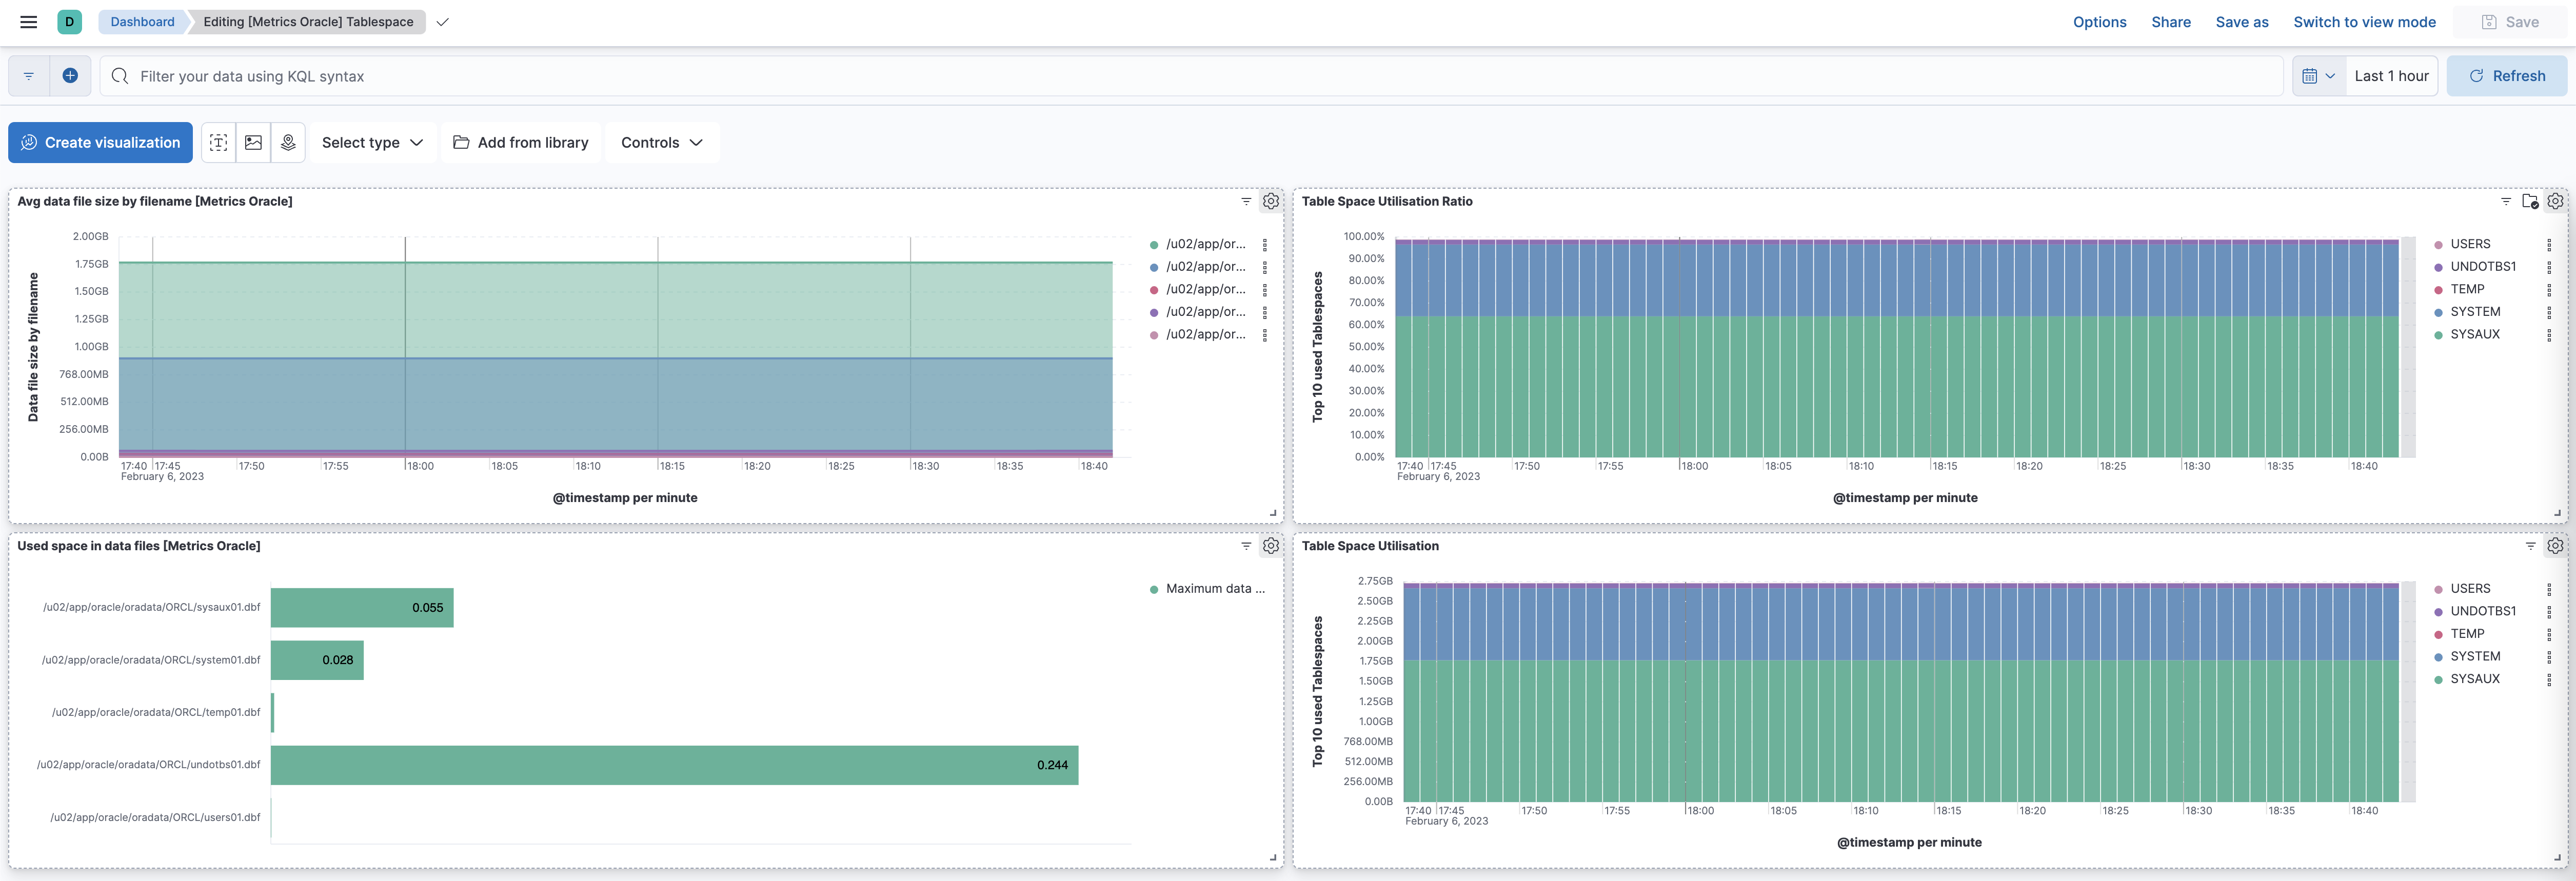 D Dashboard Editing [Metrics Oracle] Tablespace Options Share Save as Switch to view mode Save
Filter your data using KQL syntax Last 1 hour Refresh
Create visualization Select type Add from library Controls
Avg data file size by filename [Metrics Oracle]
Data file size by filename
2.00GB
1.75GB
1.50GB
1.25GB
1.00GB
768.00MB
512.00MB
256.00MB
0.00B
17:40 17:45 17:50 17:55 18:00 18:05 18:10 18:15 18:20 18:25 18:30 18:35 18:40
February 6, 2023
@timestamp per minute
/u02/app/or...
/u02/app/or...
/u02/app/or...
/u02/app/or...
/u02/app/or...
Table Space Utilisation Ratio
Top 10 used Tablespaces
100.00%
90.00%
80.00%
70.00%
60.00%
50.00%
40.00%
30.00%
20.00%
10.00%
0.00%
17:40 17:45 17:50 17:55 18:00 18:05 18:10 18:15 18:20 18:25 18:30 18:35 18:40
February 6, 2023
@timestamp per minute
USERS
UNDOTBS1
TEMP
SYSTEM
SYSAUX
Used space in data files [Metrics Oracle]
/u02/app/oracle/oradata/ORCL/sysaux01.dbf 0.055
/u02/app/oracle/oradata/ORCL/system01.dbf 0.028
/u02/app/oracle/oradata/ORCL/temp01.dbf
/u02/app/oracle/oradata/ORCL/undotbs01.dbf 0.244
/u02/app/oracle/oradata/ORCL/users01.dbf
Maximum data ...
Table Space Utilisation
Top 10 used Tablespaces
2.75GB
2.50GB
2.25GB
2.00GB
1.75GB
1.50GB
1.25GB
1.00GB
768.00MB
512.00MB
256.00MB
0.00B
17:40 17:45 17:50 17:55 18:00 18:05 18:10 18:15 18:20 18:25 18:30 18:35 18:40
February 6, 2023
@timestamp per minute
USERS
UNDOTBS1
TEMP
SYSTEM
SYSAUX